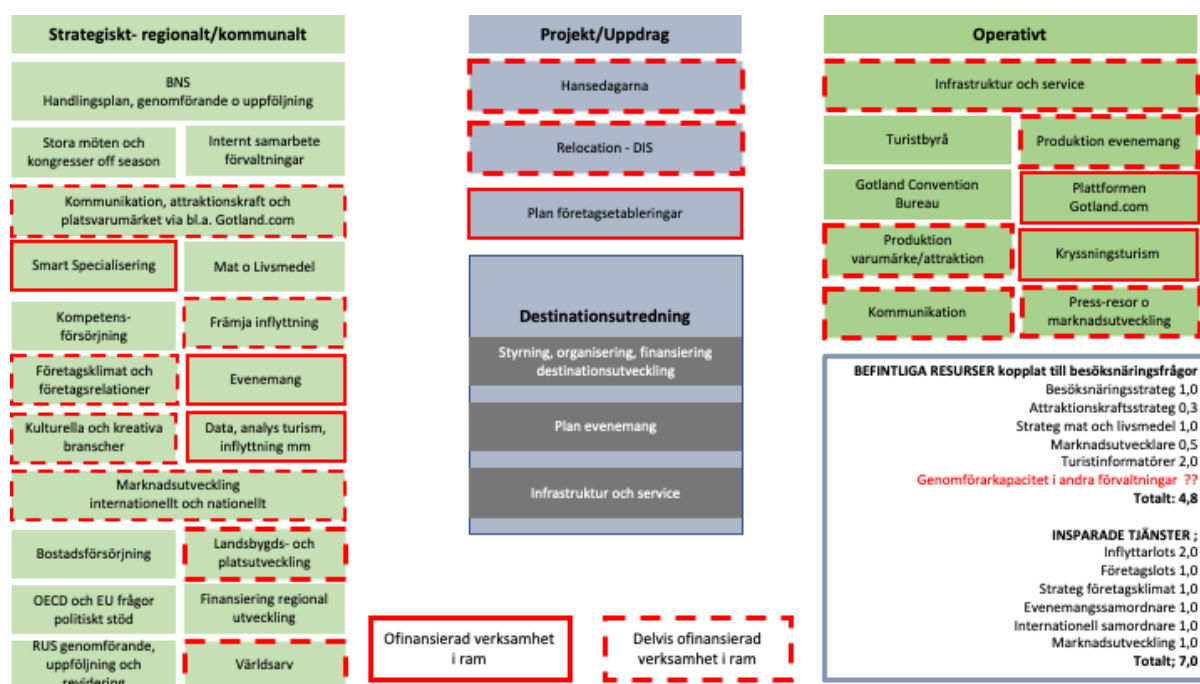 Strategiskt- regionalt/kommunalt
BNS
Handlingsplan, genomförande o uppföljning
Stora möten och
kongresser off season
Internt samarbete
förvaltningar
Kommunikation, attraktionskraft och
platsvarumärket via bl.a. Gotland.com
Smart Specialisering
Mat o Livsmedel
Kompetens-
försörjning
Främja inflyttning
Företagsklimat och
företagsrelationer
Evenemang
Kulturella och kreativa
branscher
Data, analys turism,
inflyttning mm
Marknadsutveckling
internationellt och nationellt
Bostadsförsörjning
Landsbygds- och
platsutveckling
OECD och EU frågor
politiskt stöd
Finansiering regional
utveckling
RUS genomförande,
uppföljning och
revidering
Världsarv
Projekt/Uppdrag
Hansedagarna
Relocation - DIS
Plan företagsetableringar
Destinationsutredning
Styrning, organisering, finansiering
destinationsutveckling
Plan evenemang
Infrastruktur och service
Ofinansierad verksamhet
i ram
Delvis ofinansierad
verksamhet i ram
Operativt
Infrastruktur och service
Turistbyrå
Produktion evenemang
Gotland Convention
Bureau
Plattformen
Gotland.com
Produktion
varumärke/attraktion
Kryssningsturism
Kommunikation
Press-resor o
marknadsutveckling
BEFINTLIGA RESURSER kopplat till besöksnäringsfrågor
Besöksnäringsstrateg 1,0
Attraktionskraftsstrateg 0,3
Strateg mat och livsmedel 1,0
Marknadsutvecklare 0,5
Turistinformatörer 2,0
Genomförarkapacitet i andra förvaltningar ??
Totalt: 4,8
INSPARADE TJÄNSTER ;
Inflyttarlots 2,0
Företagslots 1,0
Strateg företagsklimat 1,0
Evenemangssamordnare 1,0
Internationell samordnare 1,0
Marknadsutveckling 1,0
Totalt; 7,0